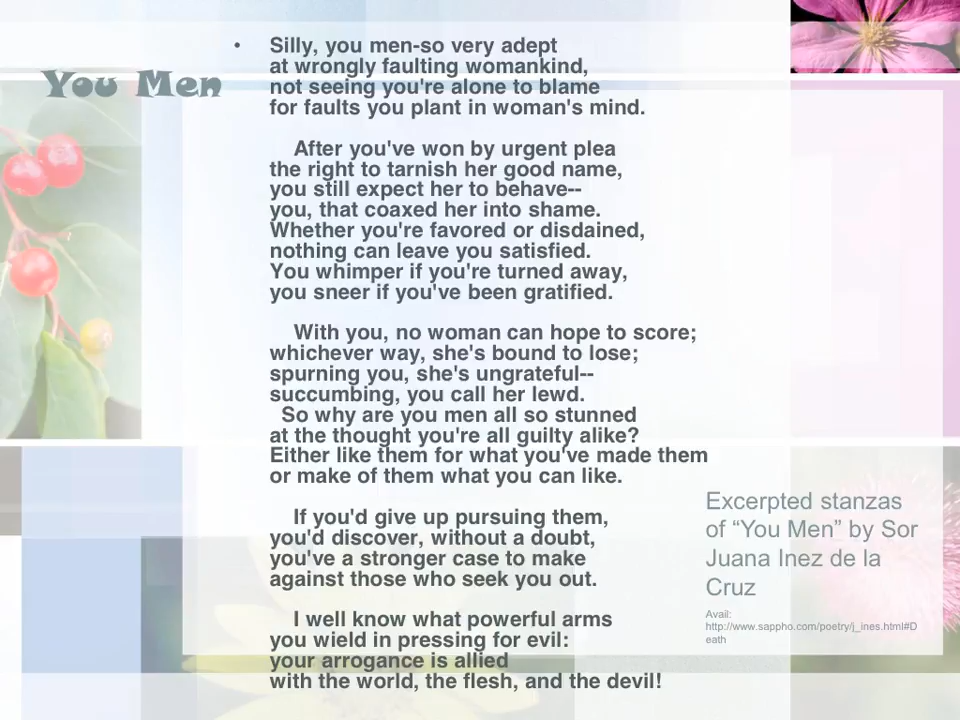 You Men
• Silly, you men-so very adept
at wrongly faulting womankind,
not seeing you're alone to blame
for faults you plant in woman's mind.
After you've won by urgent plea
the right to tarnish her good name,
you still expect her to behave--
you, that coaxed her into shame.
Whether you're favored or disdained,
nothing can leave you satisfied.
You whimper if you're turned away,
you sneer if you've been gratified.
With you, no woman can hope to score;
whichever way, she's bound to lose;
spurning you, she's ungrateful--
succumbing, you call her lewd.
So why are you men all so stunned
at the thought you're all guilty alike?
Either like them for what you've made them
or make of them what you can like.
If you'd give up pursuing them,
you'd discover, without a doubt,
you've a stronger case to make
against those who seek you out.
I well know what powerful arms
you wield in pressing for evil:
your arrogance is allied
with the world, the flesh, and the devil!
Excerpted stanzas
of “You Men” by Sor
Juana Inez de la
Cruz
Avail:
http://www.sappho.com/poetry/j_ines.html#D
eath